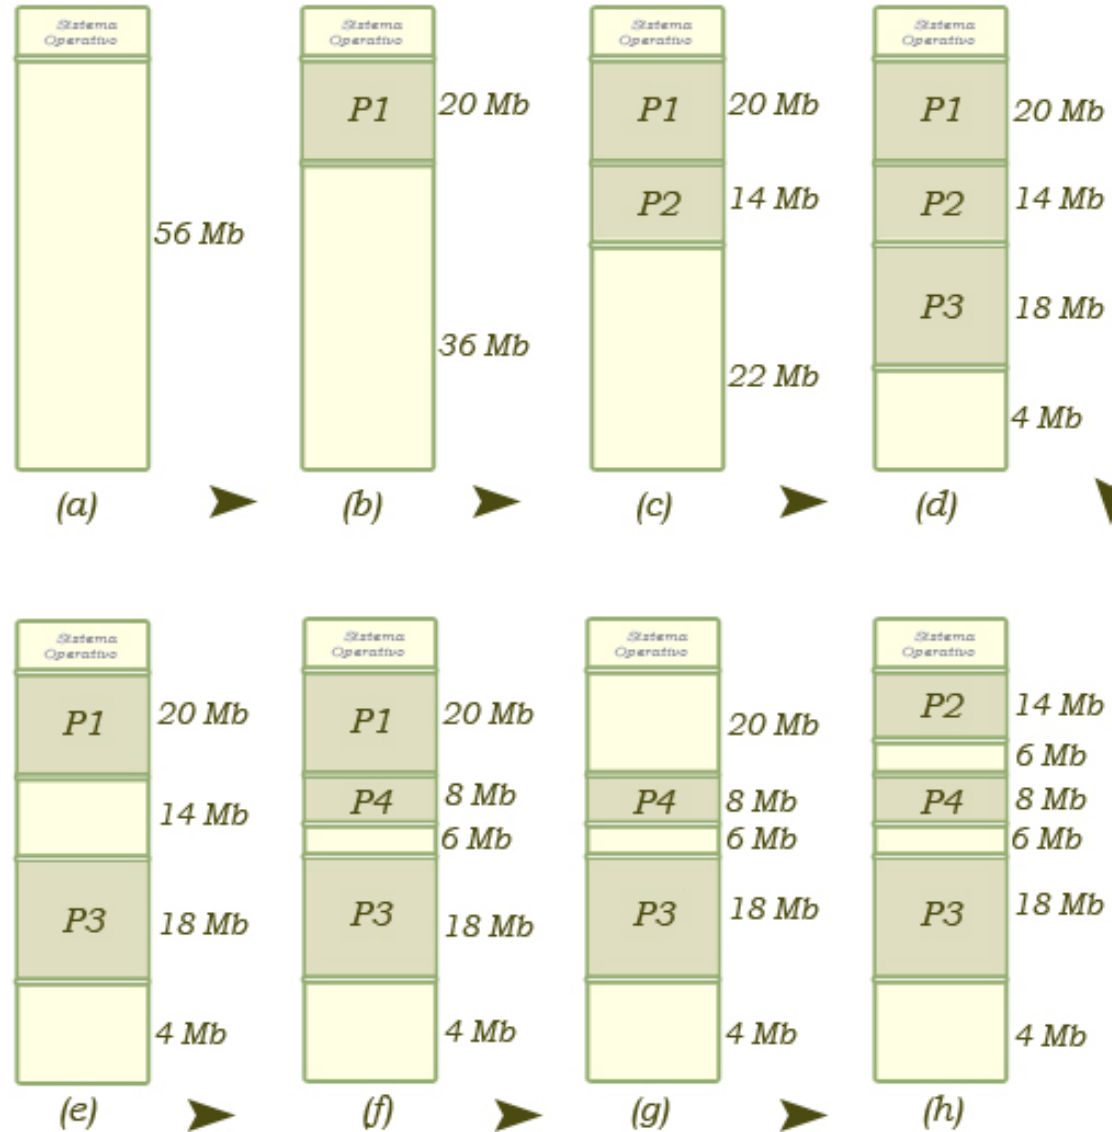 Sistema
Operativo
56 Mb
(a)
Sistema
Operativo
P1
20 Mb
36 Mb
(b)
Sistema
Operativo
P1
20 Mb
P2
14 Mb
22 Mb
(c)
Sistema
Operativo
P1
20 Mb
P2
14 Mb
P3
18 Mb
4 Mb
(d)
Sistema
Operativo
P1
20 Mb
14 Mb
P3
18 Mb
4 Mb
(e)
Sistema
Operativo
P1
20 Mb
P4
8 Mb
6 Mb
P3
18 Mb
4 Mb
(f)
Sistema
Operativo
20 Mb
P4
8 Mb
6 Mb
P3
18 Mb
4 Mb
(g)
Sistema
Operativo
P2
14 Mb
6 Mb
P4
8 Mb
6 Mb
P3
18 Mb
4 Mb
(h)